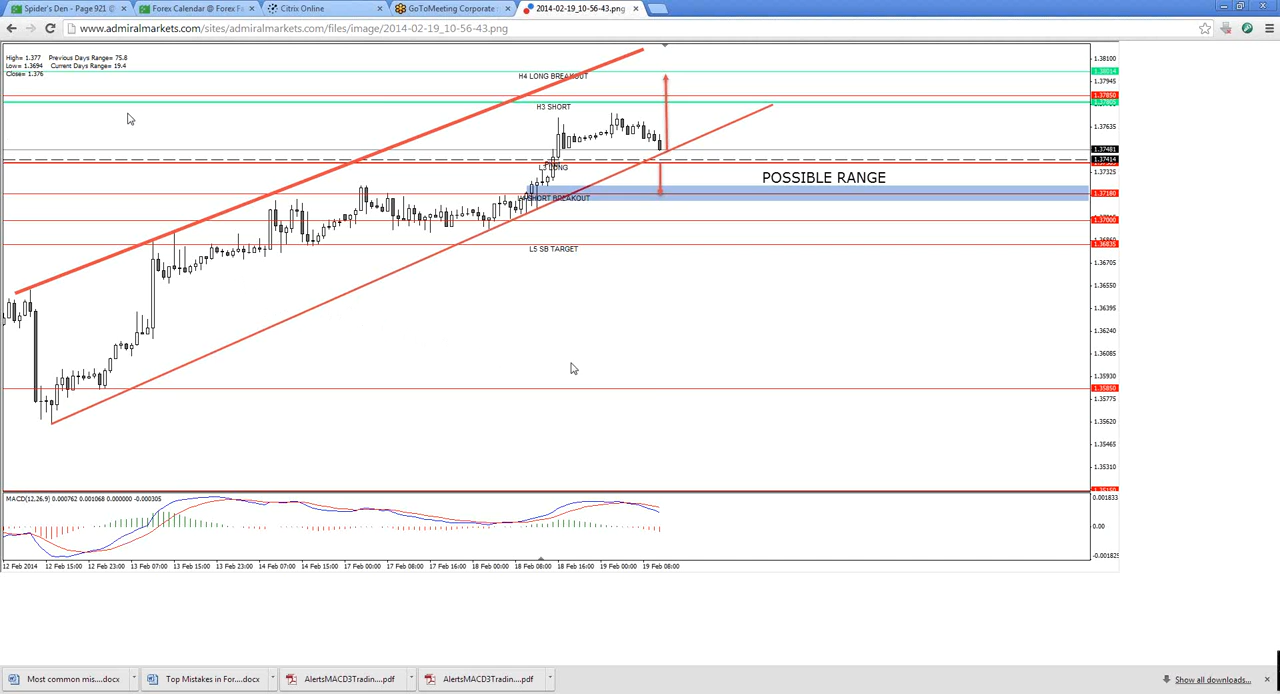 Spider's Den - Page 921 @
Forex Calendar @ Forex Fa
Citrix Online
GoToMeeting Corporate
2014-02-19_10-56-43.png
www.admiralmarkets.com/sites/admiralmarkets.com/files/image/2014-02-19_10-56-43.png
High= 1.377 Previous Days Range= 75.8
Low= 1.3694 Current Days Range= 19.4
Close= 1.376
H4 LONG BREAKOUT
H3 SHORT
L3 LONG
POSSIBLE RANGE
SHORT BREAKOUT
L5 SB TARGET
1.38100
1.38014
1.37945
1.37850
1.37635
1.37481
1.37414
1.37325
1.37180
1.37000
1.36835
1.36705
1.36550
1.36395
1.36240
1.36085
1.35930
1.35850
1.35775
1.35620
1.35465
1.35310
MACD(12,26,9) 0.000762 0.001068 0.000000 -0.000305
0.001833
0.00
-0.001825
12 Feb 2014 12 Feb 15:00 12 Feb 23:00 13 Feb 07:00 13 Feb 15:00 13 Feb 23:00 14 Feb 07:00 14 Feb 15:00 17 Feb 00:00 17 Feb 08:00 17 Feb 16:00 18 Feb 00:00 18 Feb 08:00 18 Feb 16:00 19 Feb 00:00 19 Feb 08:00
Most common mis....docx
Top Mistakes in For....docx
AlertsMACD3Tradin....pdf
AlertsMACD3Tradin....pdf
Show all downloads...